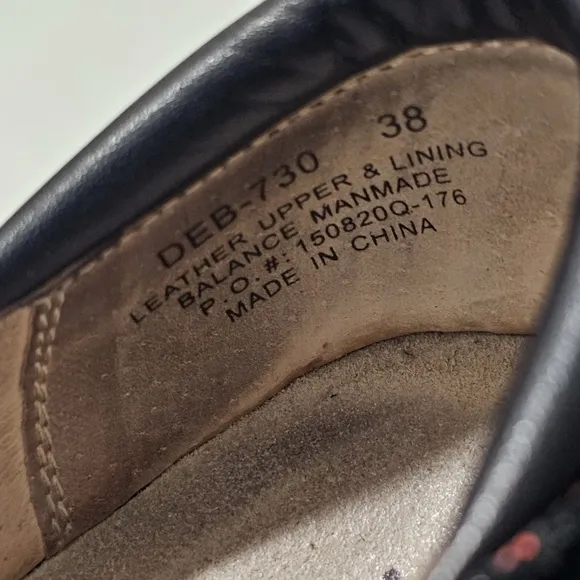 DEB-730 38
LEATHER UPPER & LINING
BALANCE MANMADE
P.O.#:150820Q-176
MADE IN CHINA